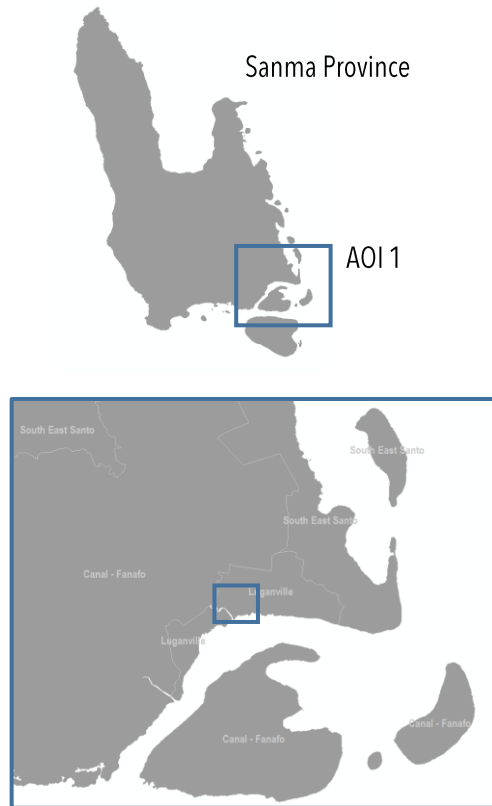 Sanma Province
AOI 1
South East Santo
South East Santo
South East Santo
Canal - Fanafo
Luganville
Luganville
Canal - Fanafo
Canal - Fanafo